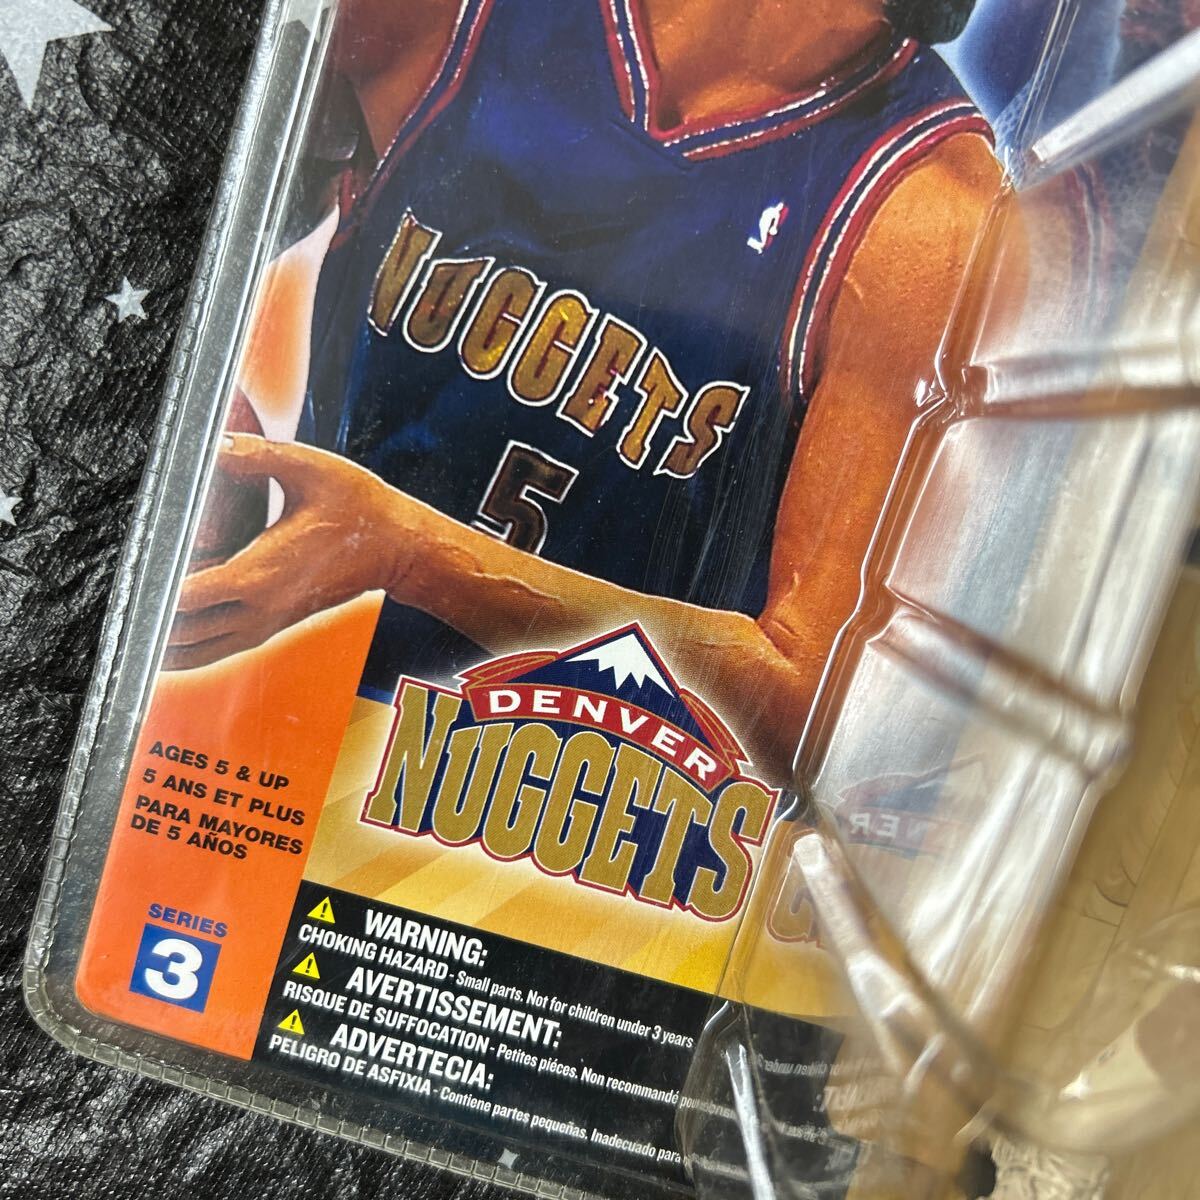 NUGGETS
5
DENVER
NUGGETS
AGES 5 & UP
5 ANS ET PLUS
PARA MAYORES
DE 5 AÑOS
SERIES
3
WARNING:
CHOKING HAZARD - Small parts. Not for children under 3 years
AVERTISSEMENT:
RISQUE DE SUFFOCATION - Petites piéces. Non recommandé
ADVERTECIA:
PELIGRO DE ASFIXIA - Contiene partes pequeñas. Inadecuado para